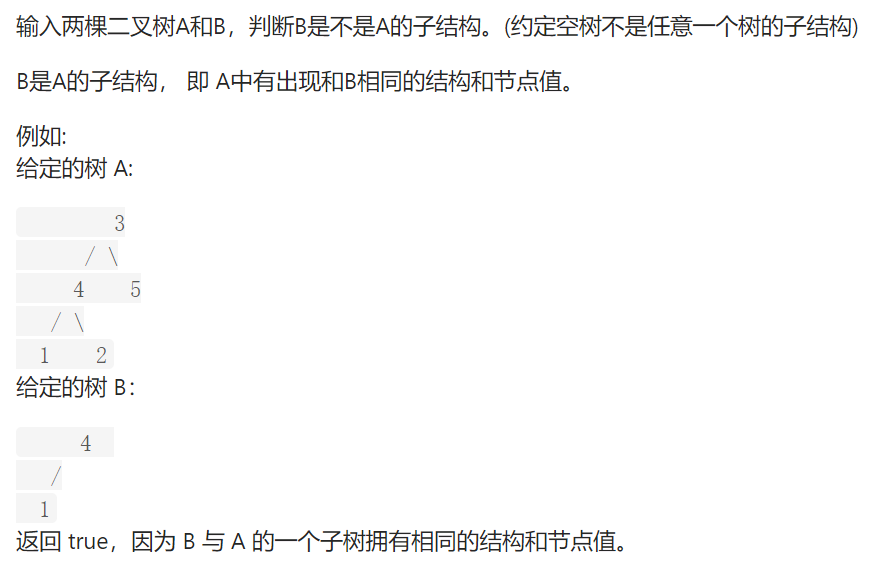 输入两棵二叉树A和B，判断B是不是A的子结构。(约定空树不是任意一个树的子结构)
B是A的子结构， 即 A中有出现和B相同的结构和节点值。
例如:
给定的树 A:
3
/ \
4 5
/ \
1 2
给定的树 B：
4
/
1
返回 true，因为 B 与 A 的一个子树拥有相同的结构和节点值。